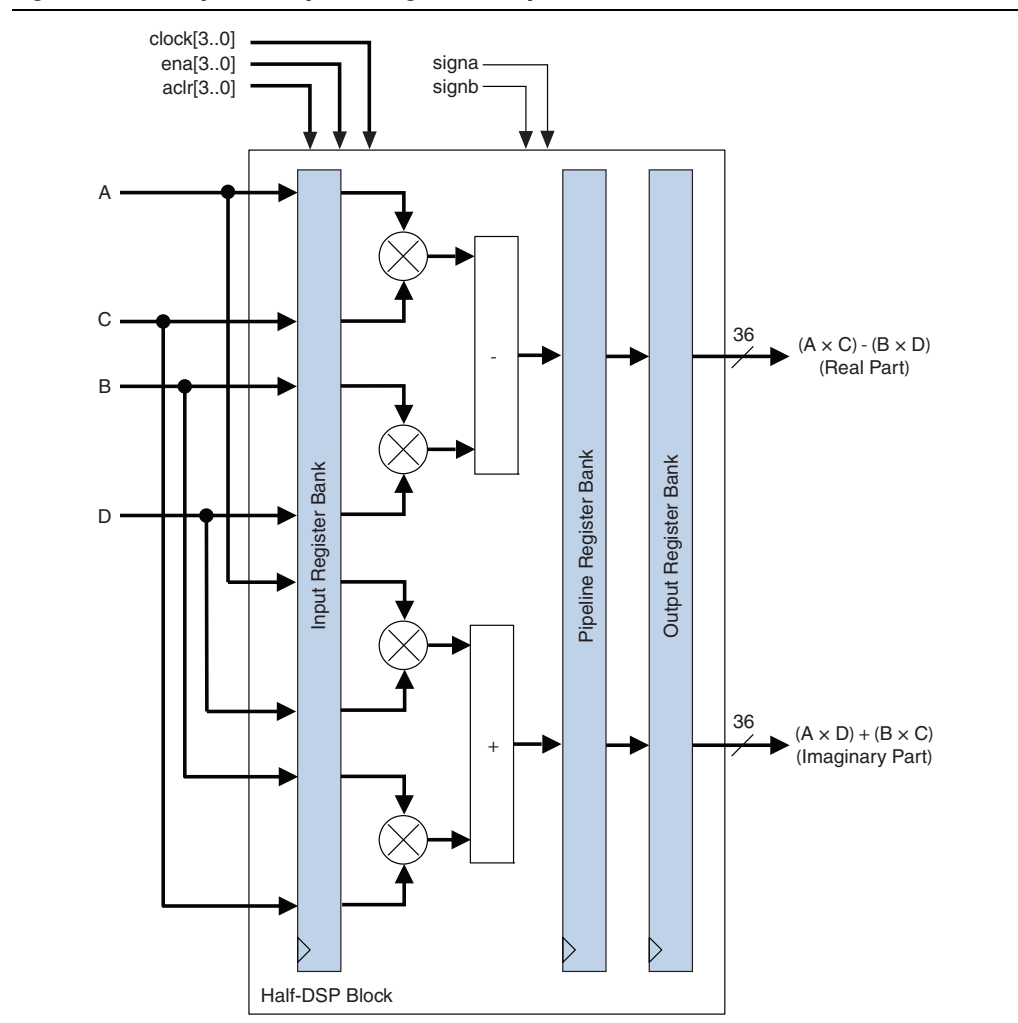 clock[3..0]
ena[3..0]
aclr[3..0]
signa
signb
A
C
B
D
Input Register Bank
-
+
Pipeline Register Bank
Output Register Bank
36
(A × C) - (B × D)
(Real Part)
36
(A × D) + (B × C)
(Imaginary Part)
Half-DSP Block